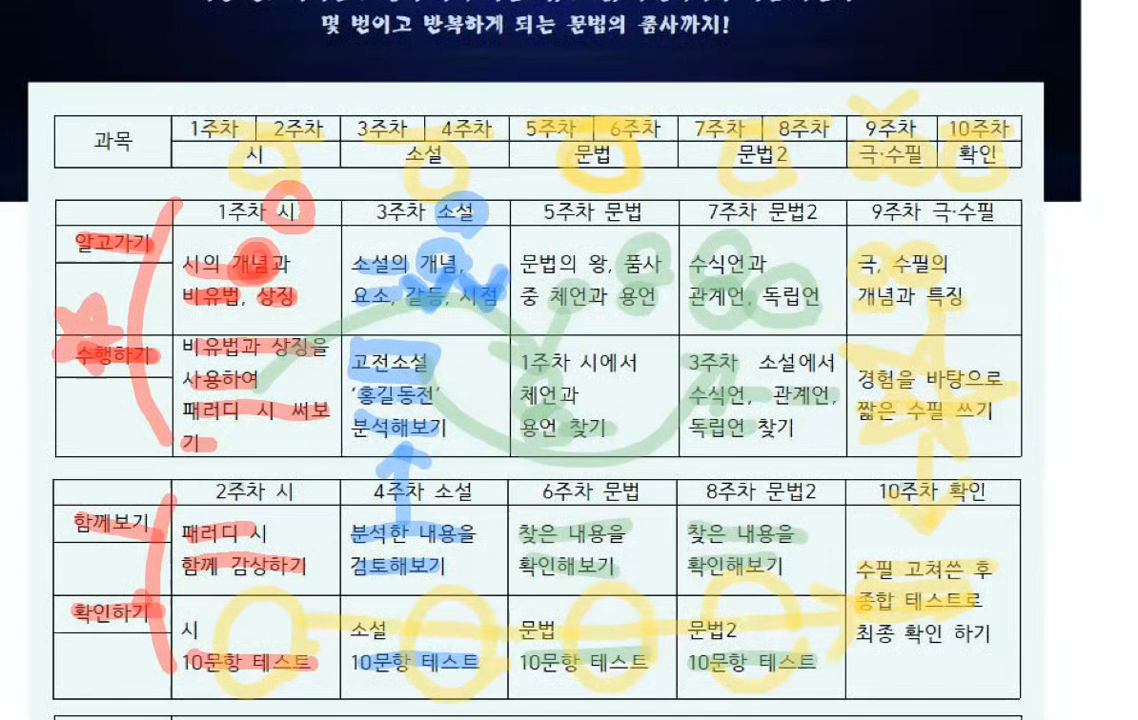 몇 번이고 반복하게 되는 문법의 품사까지!
과목 1주차 2주차 3주차 4주차 5주차 6주차 7주차 8주차 9주차 10주차
시 소설 문법 문법2 극·수필 확인
1주차 시 3주차 소설 5주차 문법 7주차 문법2 9주차 극·수필
알고가기
시의 개념과 소설의 개념, 문법의 왕, 품사 수식언과 극, 수필의
비유법, 상징 요소, 갈등, 시점 중 체언과 용언 관계언, 독립언 개념과 특징
수행하기
비유법과 상징을
사용하여
패러디 시 써보
기
고전소설
‘홍길동전’
분석해보기
1주차 시에서
체언과
용언 찾기
3주차 소설에서
수식언, 관계언,
독립언 찾기
경험을 바탕으로
짧은 수필 쓰기
2주차 시 4주차 소설 6주차 문법 8주차 문법2 10주차 확인
함께보기
패러디 시 분석한 내용을 찾은 내용을 찾은 내용을
함께 감상하기 검토해보기 확인해보기 확인해보기
수필 고쳐쓴 후
종합 테스트로
최종 확인 하기
확인하기
시 소설 문법 문법2
10문항 테스트 10문항 테스트 10문항 테스트 10문항 테스트